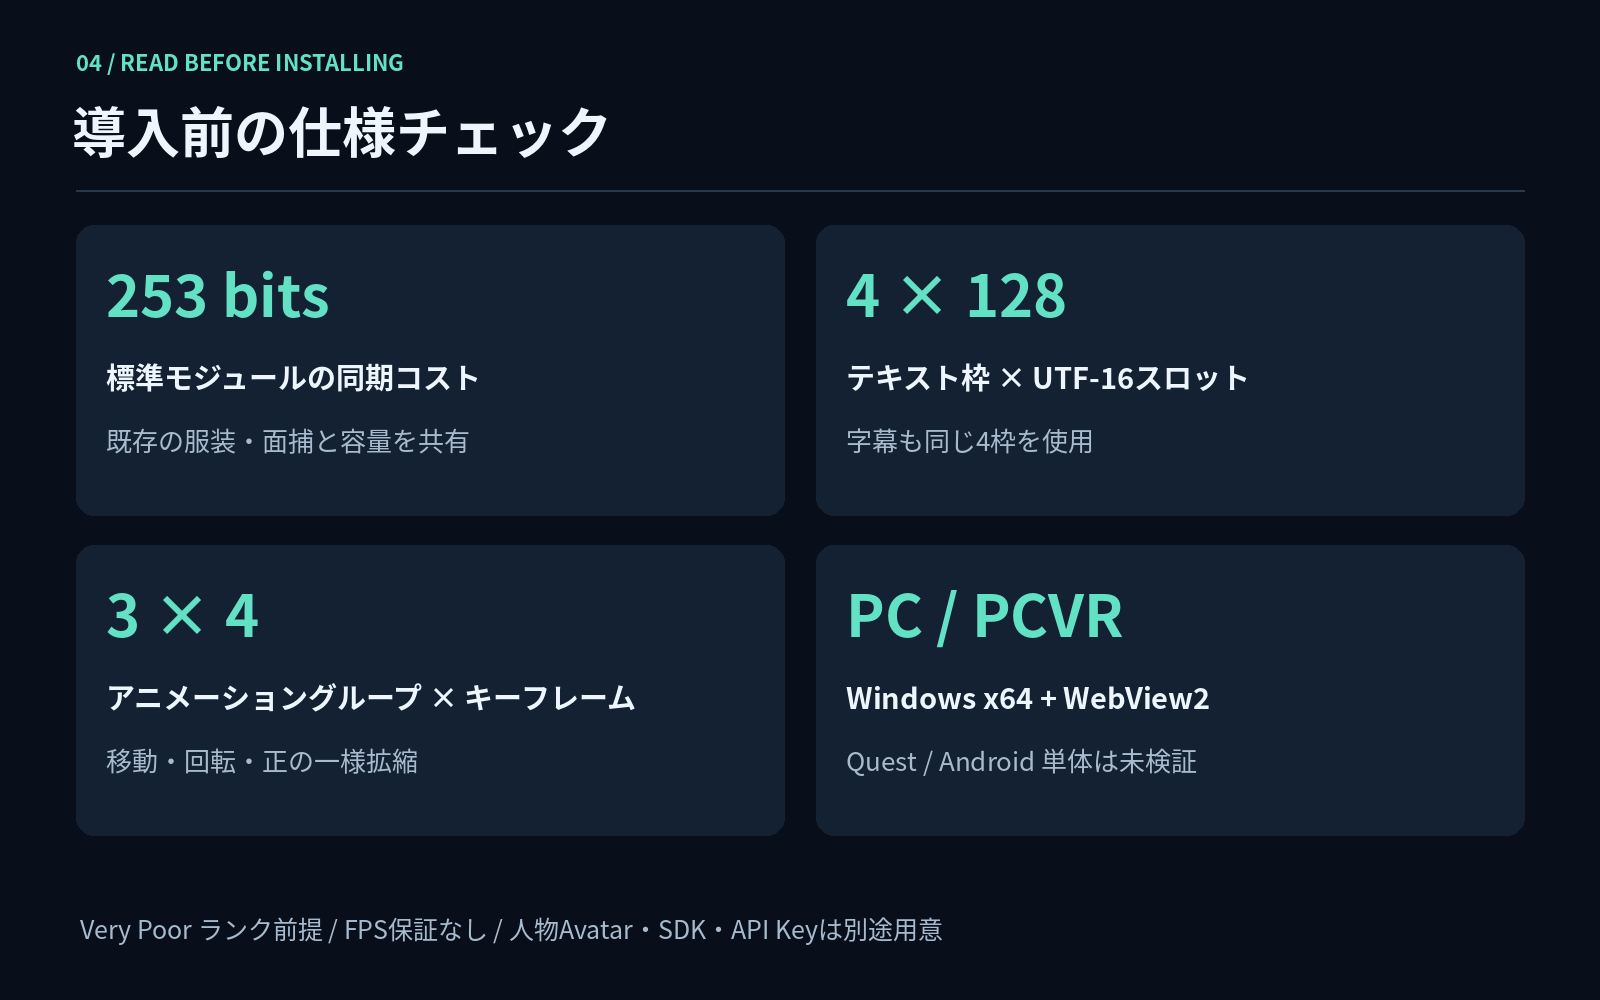 04 / READ BEFORE INSTALLING
導入前の仕様チェック
253 bits
標準モジュールの同期コスト
既存の服装・面捕と容量を共有
4 × 128
テキスト枠 × UTF-16スロット
字幕も同じ4枠を使用
3 × 4
アニメーショングループ × キーフレーム
移動・回転・正の一様拡縮
PC / PCVR
Windows x64 + WebView2
Quest / Android 単体は未検証
Very Poor ランク前提 / FPS保証なし / 人物Avatar・SDK・API Keyは別途用意